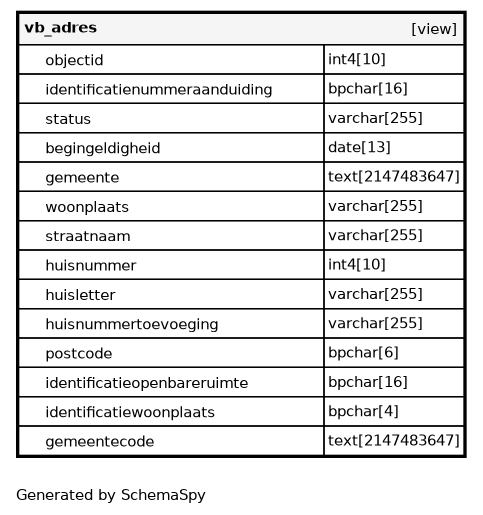 vb_adres [view]
objectid int4[10]
identificatienummeraanduiding bpchar[16]
status varchar[255]
begingeldigheid date[13]
gemeente text[2147483647]
woonplaats varchar[255]
straatnaam varchar[255]
huisnummer int4[10]
huisletter varchar[255]
huisnummertoevoeging varchar[255]
postcode bpchar[6]
identificatieopenbareruimte bpchar[16]
identificatiewoonplaats bpchar[4]
gemeentecode text[2147483647]
Generated by SchemaSpy